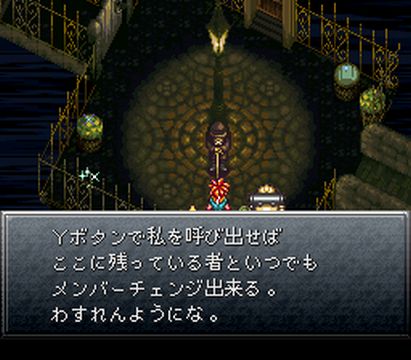 Yボタンで私を呼び出せば
ここに残っている者といつでも
メンバーチェンジ出来る。
わすれんようにな。